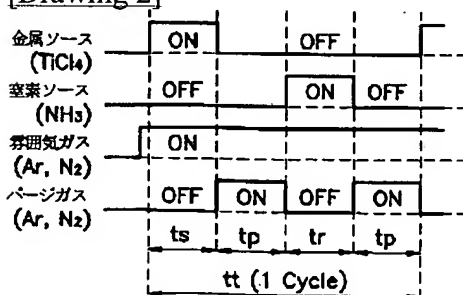 [Drawing 2]
金属ソース ON OFF
(TiCl4)
窒素ソース OFF ON OFF
(NH3)
雰囲気ガス ON
(Ar, N2)
パージガス OFF ON OFF ON
(Ar, N2)
ts tp tr tp
tt (1 Cycle)